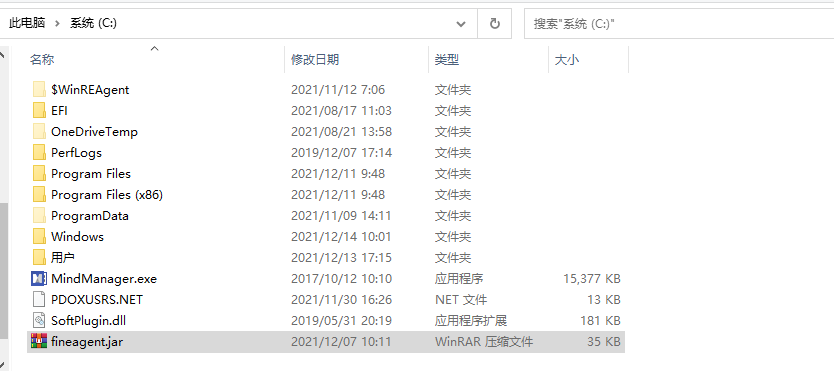 此电脑 > 系统 (C:) 搜索"系统 (C:)"
名称 修改日期 类型 大小
$WinREAgent 2021/11/12 7:06 文件夹
EFI 2021/08/17 11:03 文件夹
OneDriveTemp 2021/08/21 13:58 文件夹
PerfLogs 2019/12/07 17:14 文件夹
Program Files 2021/12/11 9:48 文件夹
Program Files (x86) 2021/12/11 9:48 文件夹
ProgramData 2021/11/09 14:11 文件夹
Windows 2021/12/14 10:01 文件夹
用户 2021/12/13 17:15 文件夹
MindManager.exe 2017/10/12 10:10 应用程序 15,377 KB
PDOXUSRS.NET 2021/11/30 16:26 NET 文件 13 KB
SoftPlugin.dll 2019/05/31 20:19 应用程序扩展 181 KB
fineagent.jar 2021/12/07 10:11 WinRAR 压缩文件 35 KB